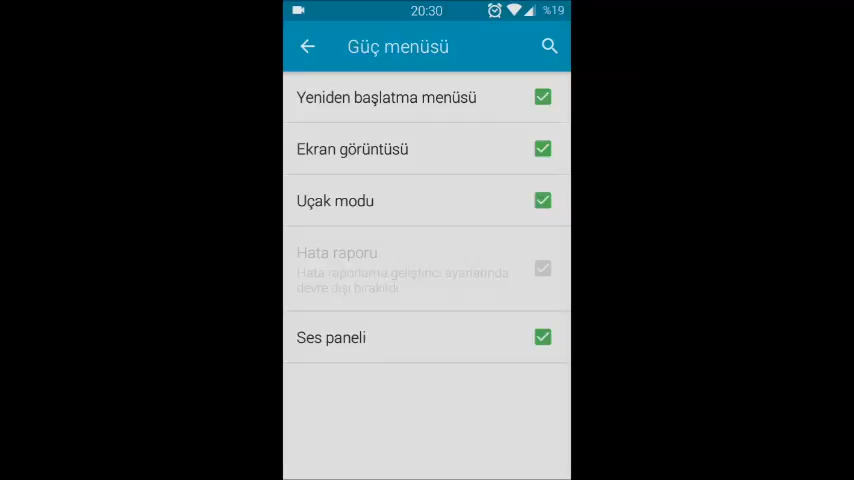 20:30
%19
Güç menüsü
Yeniden başlatma menüsü
Ekran görüntüsü
Uçak modu
Hata raporu
Hata raporlama geliştirici ayarlarında
devre dışı bırakıldı
Ses paneli